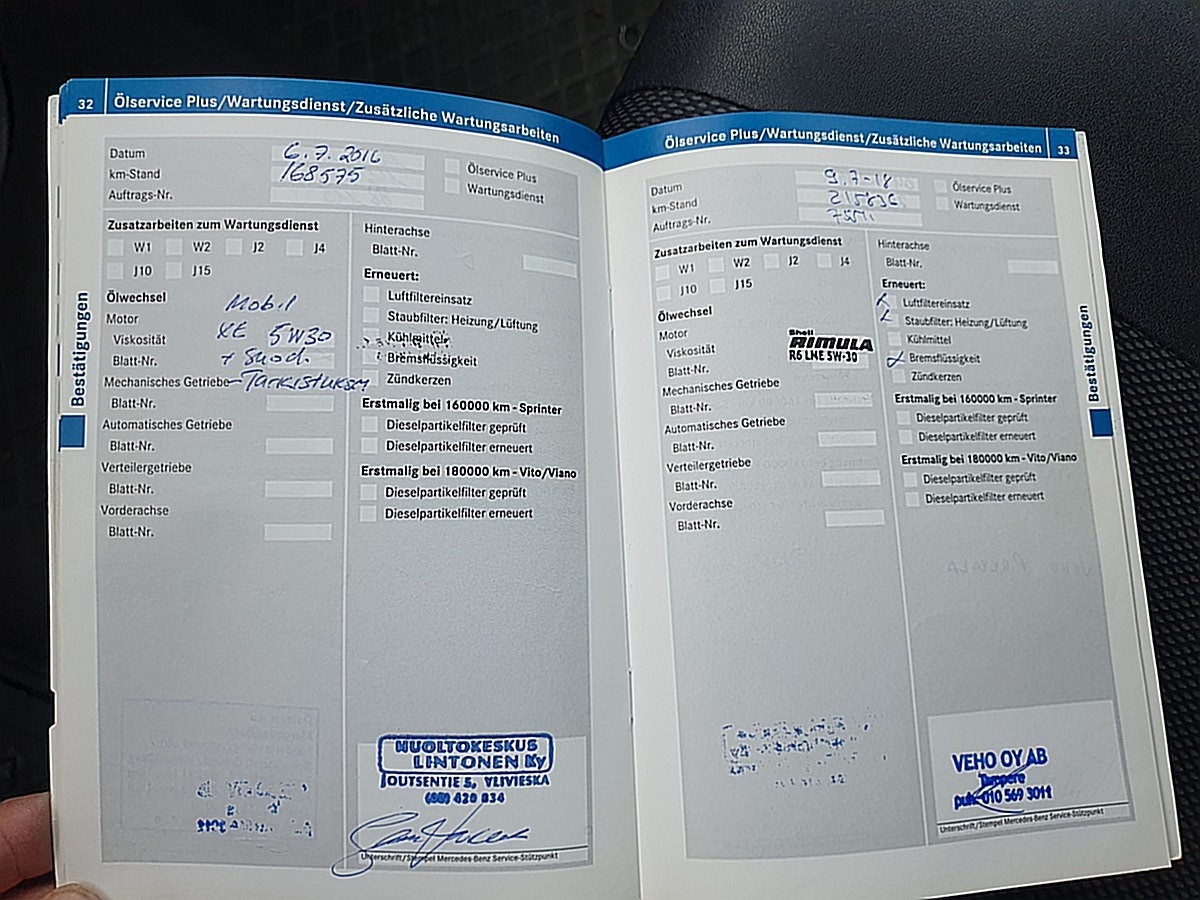 32 Ölservice Plus/Wartungsdienst/Zusätzliche Wartungsarbeiten
Datum 6.7.2016
km-Stand 168575
Auftrags-Nr.
Ölservice Plus
Wartungsdienst
Zusatzarbeiten zum Wartungsdienst
W1 W2 J2 J4
J10 J15
Ölwechsel Mobil
Motor
Viskosität XE 5W30
Blatt-Nr.
Mechanisches Getriebe
Blatt-Nr.
Automatisches Getriebe
Blatt-Nr.
Verteilergetriebe
Blatt-Nr.
Vorderachse
Blatt-Nr.
Hinterachse
Blatt-Nr.
Erneuert:
Luftfiltereinsatz
Staubfilter: Heizung/Lüftung
Kühlmittel
Bremsflüssigkeit
Zündkerzen
Erstmalig bei 160000 km - Sprinter
Dieselpartikelfilter geprüft
Dieselpartikelfilter erneuert
Erstmalig bei 180000 km - Vito/Viano
Dieselpartikelfilter geprüft
Dieselpartikelfilter erneuert
HUOLTOKESKUS
LINTONEN Ky
OUTSENTIE 5, YLIVIESKA
Unterschrift/Stempel Mercedes-Benz Service-Stützpunkt
Bestätigungen
Ölservice Plus/Wartungsdienst/Zusätzliche Wartungsarbeiten 33
Datum 9.7-18
km-Stand 215836
Auftrags-Nr.
Ölservice Plus
Wartungsdienst
Zusatzarbeiten zum Wartungsdienst
W1 W2 J2 J4
J10 J15
Ölwechsel
Motor
Viskosität
Blatt-Nr.
Shell
RIMULA
R6 LME 5W-30
Mechanisches Getriebe
Blatt-Nr.
Automatisches Getriebe
Blatt-Nr.
Verteilergetriebe
Blatt-Nr.
Vorderachse
Blatt-Nr.
Hinterachse
Blatt-Nr.
Erneuert:
Luftfiltereinsatz
Staubfilter: Heizung/Lüftung
Kühlmittel
Bremsflüssigkeit
Zündkerzen
Erstmalig bei 160000 km - Sprinter
Dieselpartikelfilter geprüft
Dieselpartikelfilter erneuert
Erstmalig bei 180000 km - Vito/Viano
Dieselpartikelfilter geprüft
Dieselpartikelfilter erneuert
VEHO OY AB
Tampere
puh. 010 569 3011
Unterschrift/Stempel Mercedes-Benz Service-Stützpunkt
Bestätigungen